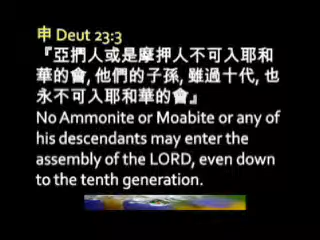 申 Deut 23:3
『亞捫人或是摩押人不可入耶和
華的會, 他們的子孫, 雖過十代, 也
永不可入耶和華的會』
No Ammonite or Moabite or any of
his descendants may enter the
assembly of the LORD, even down
to the tenth generation.